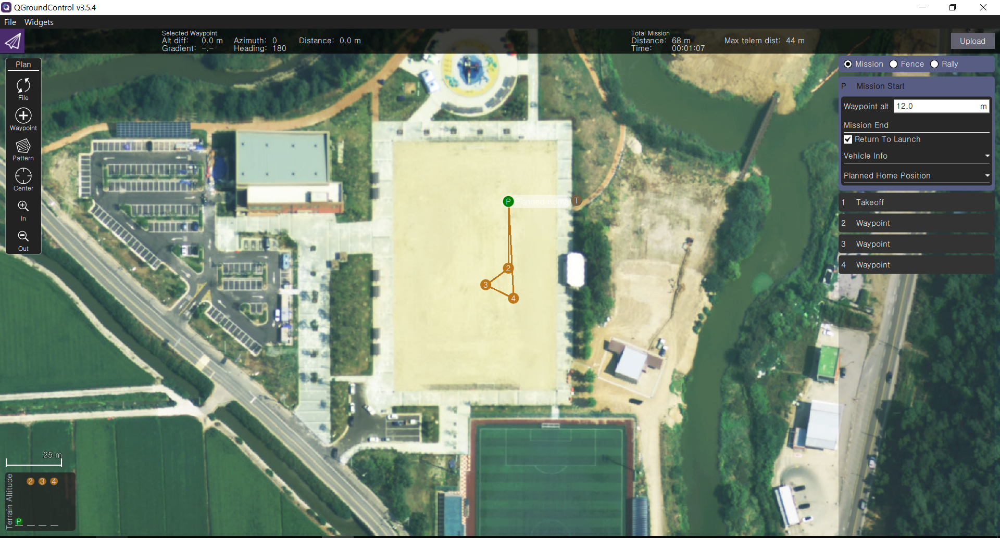 QGroundControl v3.5.4
File Widgets
Selected Waypoint
Alt diff: 0.0 m Azimuth: 0 Distance: 0.0 m
Gradient: -.- Heading: 180
Total Mission
Distance: 68 m Max telem dist: 44 m
Time: 00:01:07
Upload
Plan
File
Waypoint
Pattern
Center
In
Out
Mission Fence Rally
P Mission Start
Waypoint alt 12.0 m
Mission End
Return To Launch
Vehicle Info
Planned Home Position
1 Takeoff
2 Waypoint
3 Waypoint
4 Waypoint
P Planned Home T
2
3
4
25 m
Terrain Altitude
2 3 4
P